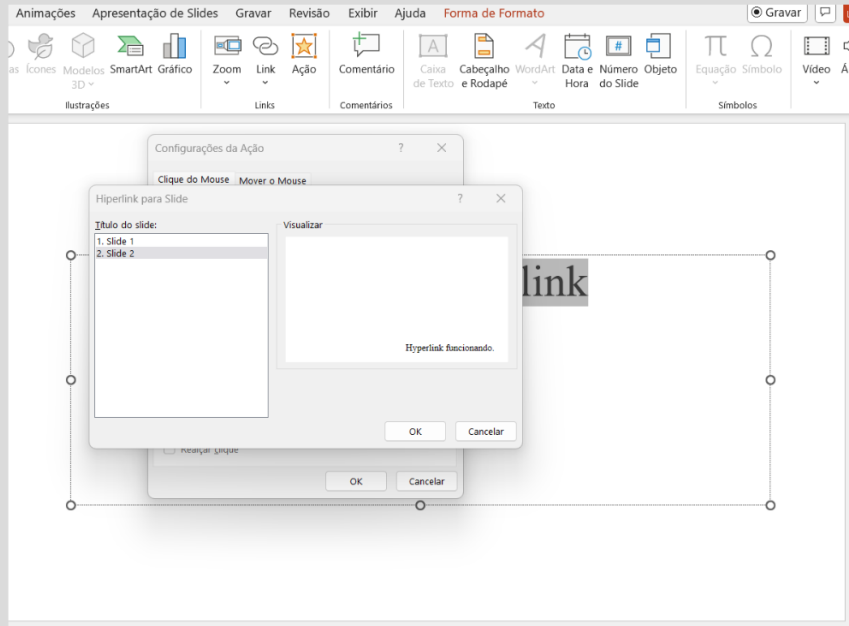 Animações Apresentação de Slides Gravar Revisão Exibir Ajuda Forma de Formato Gravar
Ícones Modelos 3D SmartArt Gráfico Zoom Link Ação Comentário Caixa de Texto Cabeçalho e Rodapé WordArt Data e Hora Número do Slide Objeto Equação Símbolo Vídeo
Ilustrações Links Comentários Texto Símbolos
Configurações da Ação ?
Clique do Mouse Mover o Mouse
Hiperlink para Slide ?
Título do slide: Visualizar
1. Slide 1
2. Slide 2
link
Hyperlink funcionando.
OK Cancelar
Realçar clique
OK Cancelar